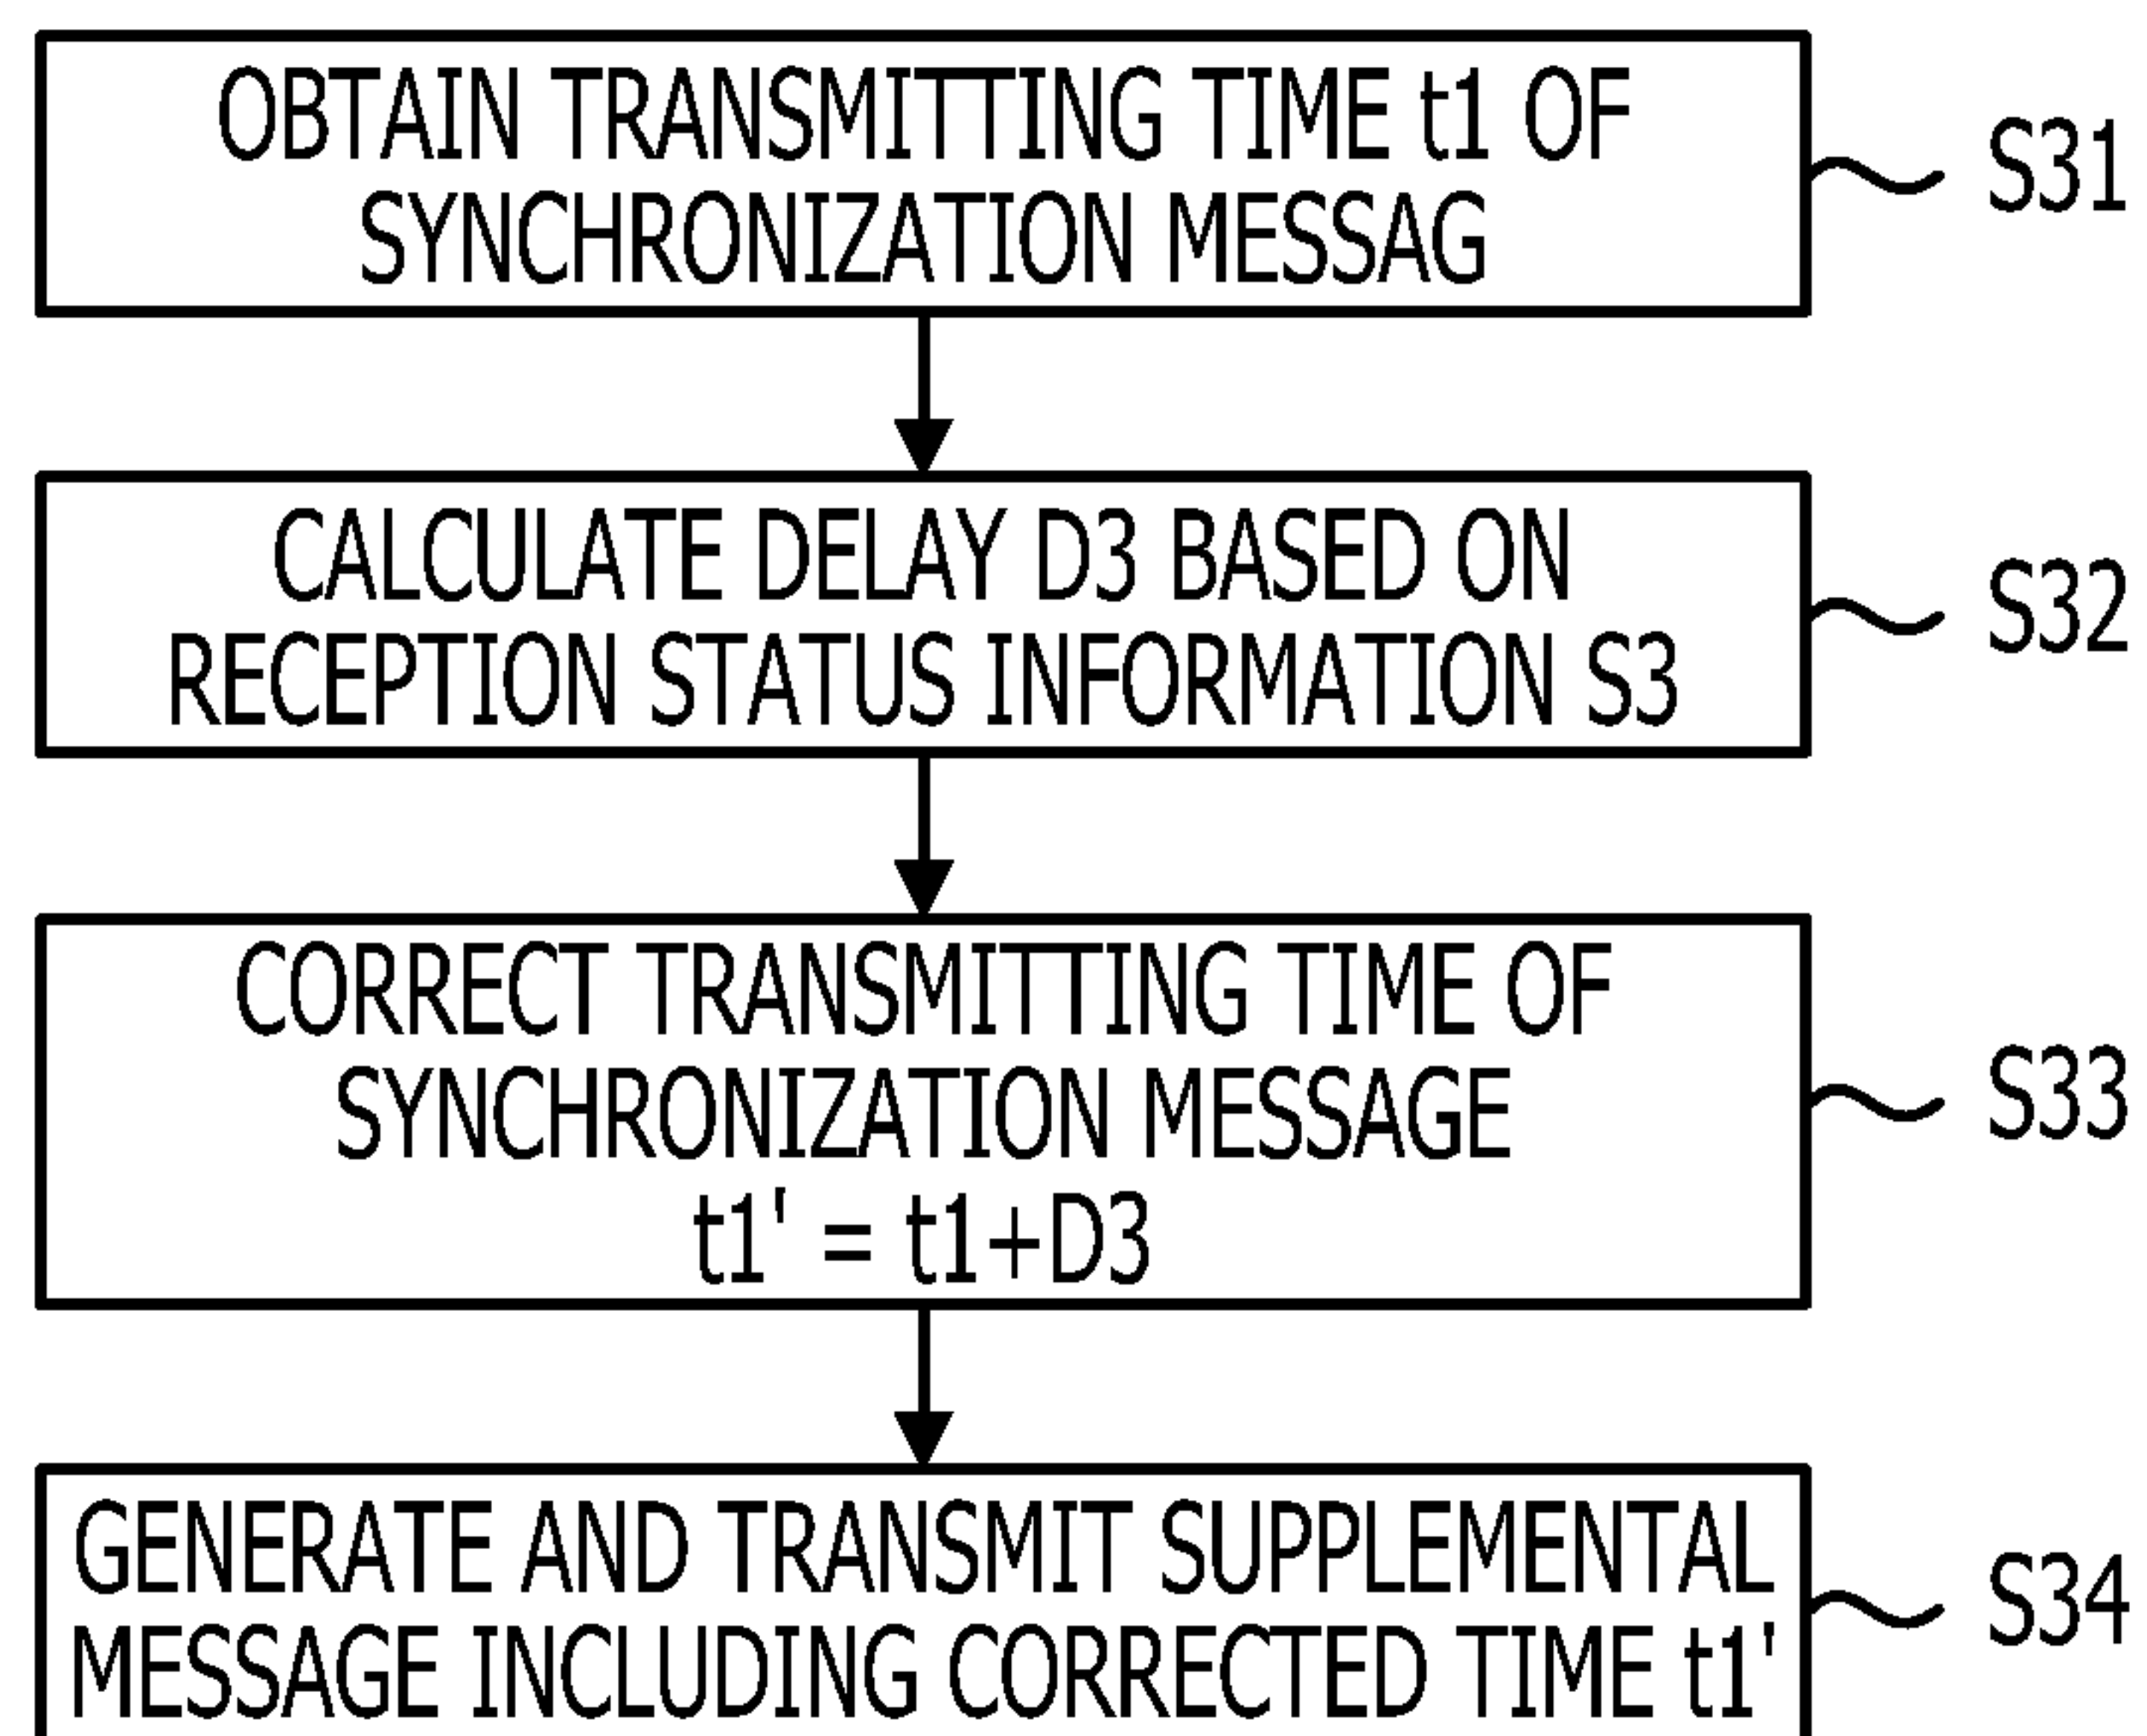 OBTAIN TRANSMITTING TIME t1 OF
SYNCHRONIZATION MESSAG
S31
CALCULATE DELAY D3 BASED ON
RECEPTION STATUS INFORMATION S3
S32
CORRECT TRANSMITTING TIME OF
SYNCHRONIZATION MESSAGE
t1' = t1+D3
S33
GENERATE AND TRANSMIT SUPPLEMENTAL
MESSAGE INCLUDING CORRECTED TIME t1'
S34